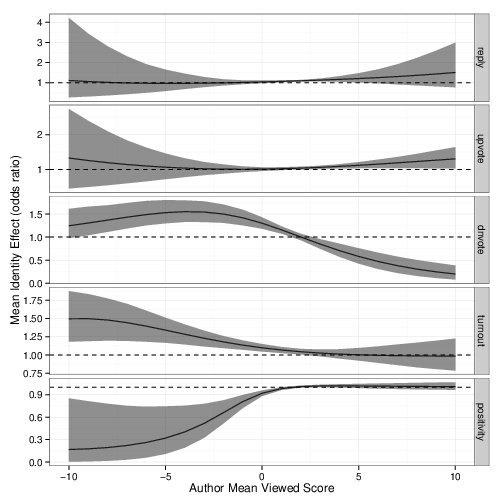 Mean Identity Effect (odds ratio)
4
3
2
1
reply
2
1
upvote
1.5
1.0
0.5
0.0
dnvote
1.75
1.50
1.25
1.00
0.75
turnout
0.9
0.6
0.3
0.0
positivity
−10 −5 0 5 10
Author Mean Viewed Score